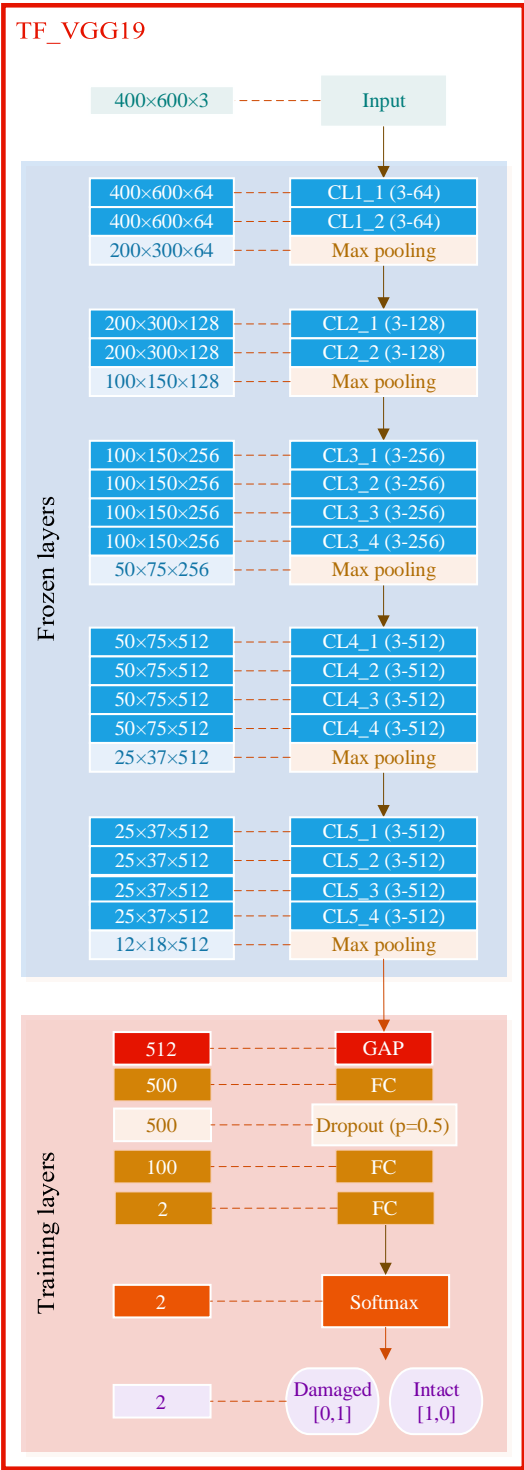 TF_VGG19
400×600×3 Input
Frozen layers
400×600×64 CL1_1 (3-64)
400×600×64 CL1_2 (3-64)
200×300×64 Max pooling
200×300×128 CL2_1 (3-128)
200×300×128 CL2_2 (3-128)
100×150×128 Max pooling
100×150×256 CL3_1 (3-256)
100×150×256 CL3_2 (3-256)
100×150×256 CL3_3 (3-256)
100×150×256 CL3_4 (3-256)
50×75×256 Max pooling
50×75×512 CL4_1 (3-512)
50×75×512 CL4_2 (3-512)
50×75×512 CL4_3 (3-512)
50×75×512 CL4_4 (3-512)
25×37×512 Max pooling
25×37×512 CL5_1 (3-512)
25×37×512 CL5_2 (3-512)
25×37×512 CL5_3 (3-512)
25×37×512 CL5_4 (3-512)
12×18×512 Max pooling
Training layers
512 GAP
500 FC
500 Dropout (p=0.5)
100 FC
2 FC
2 Softmax
2
Damaged
[0,1]
Intact
[1,0]